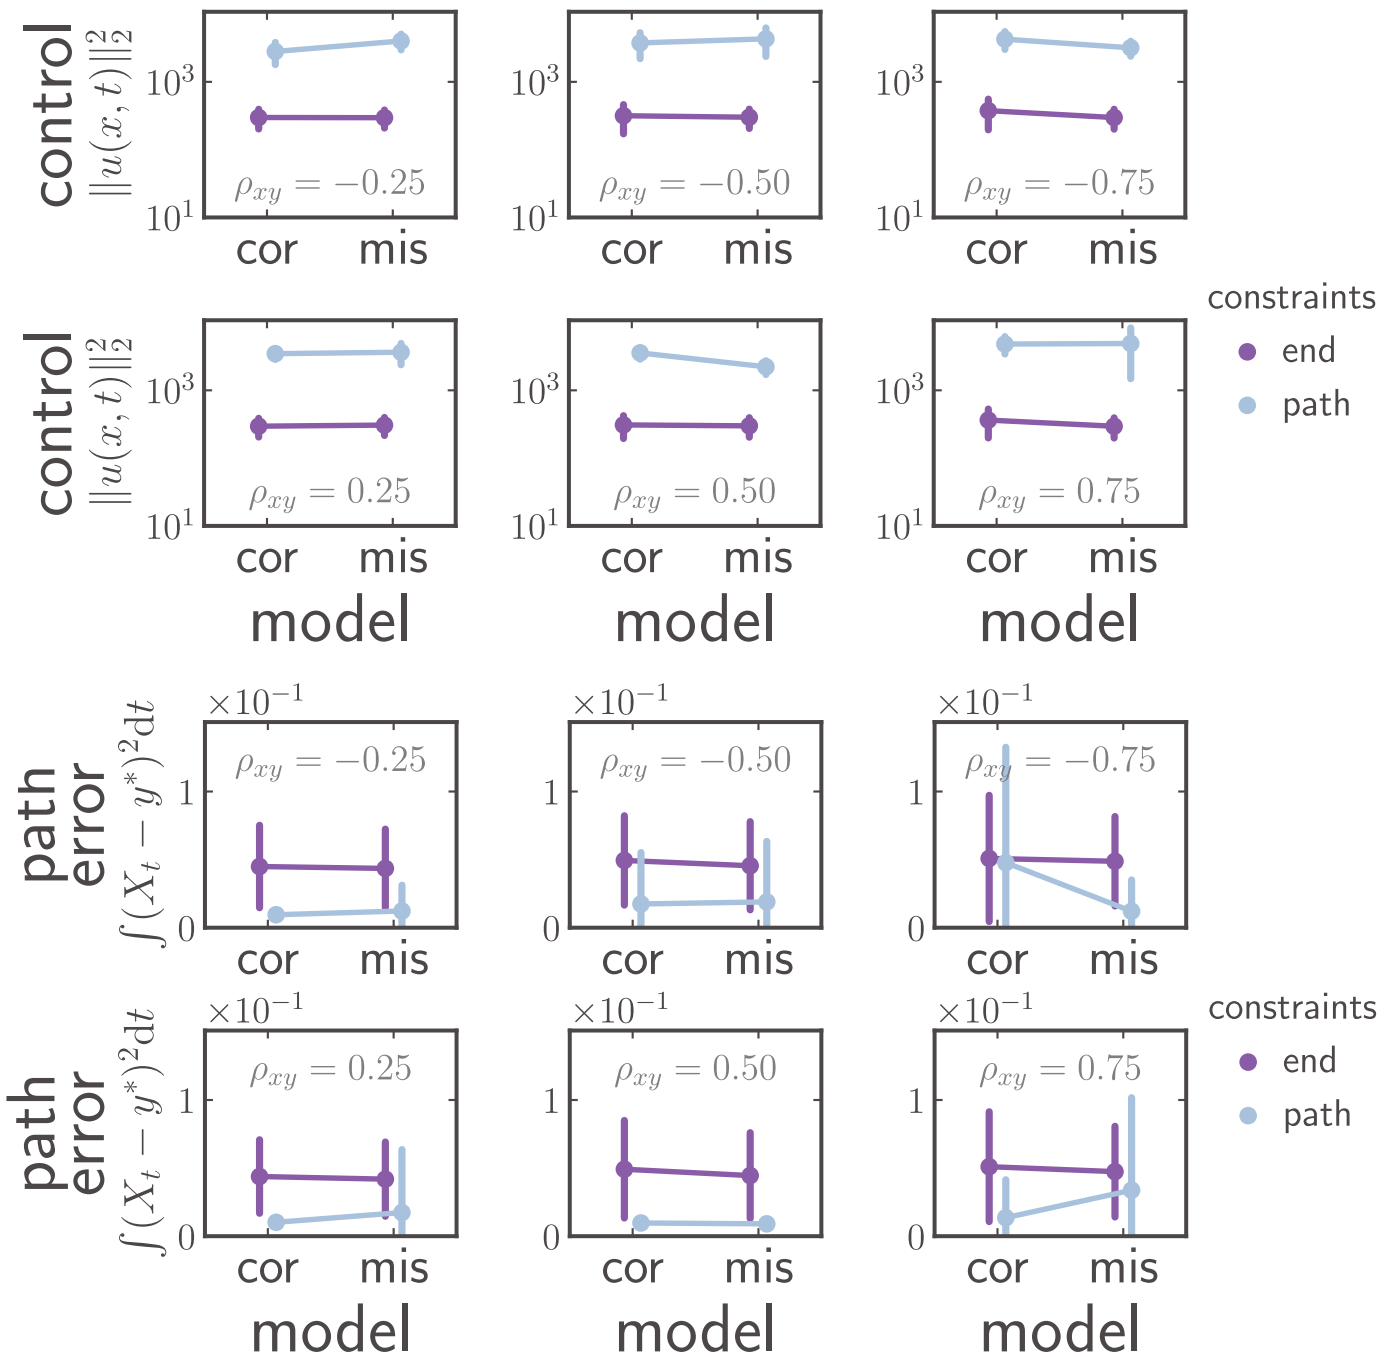 control
‖u(x, t)‖²₂
10³
10¹
ρxy = −0.25
cor mis
ρxy = −0.50
cor mis
ρxy = −0.75
cor mis
constraints
end
path
control
‖u(x, t)‖²₂
10³
10¹
ρxy = 0.25
cor mis
model
ρxy = 0.50
cor mis
model
ρxy = 0.75
cor mis
model
path
error
∫(Xₜ − y*)²dt
×10⁻¹
1
0
ρxy = −0.25
cor mis
×10⁻¹
1
0
ρxy = −0.50
cor mis
×10⁻¹
1
0
ρxy = −0.75
cor mis
constraints
end
path
path
error
∫(Xₜ − y*)²dt
×10⁻¹
1
0
ρxy = 0.25
cor mis
model
×10⁻¹
1
0
ρxy = 0.50
cor mis
model
×10⁻¹
1
0
ρxy = 0.75
cor mis
model
10³
10¹
10³
10¹
10³
10¹
10³
10¹